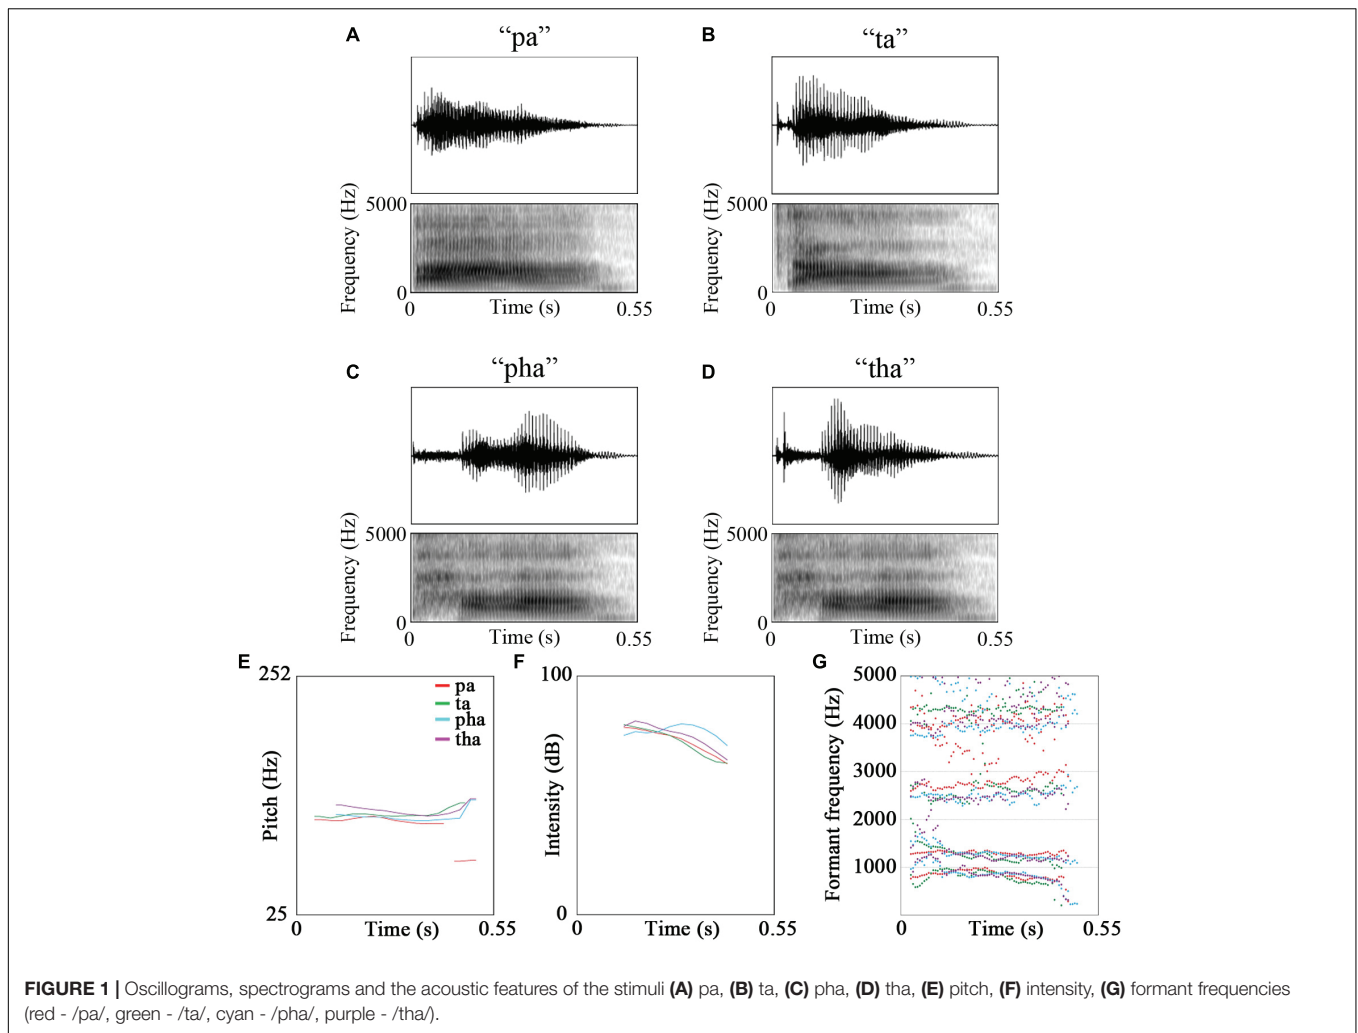 A
“pa”
B
“ta”
Frequency (Hz)
5000
0
0
Time (s)
0.55
Frequency (Hz)
5000
0
0
Time (s)
0.55
C
“pha”
D
“tha”
Frequency (Hz)
5000
0
0
Time (s)
0.55
Frequency (Hz)
5000
0
0
Time (s)
0.55
E
252
Pitch (Hz)
25
0
Time (s)
0.55
pa
ta
pha
tha
F
100
Intensity (dB)
0
0
Time (s)
0.55
G
Formant frequency (Hz)
5000
4000
3000
2000
1000
0
Time (s)
0.55
FIGURE 1 | Oscillograms, spectrograms and the acoustic features of the stimuli (A) pa, (B) ta, (C) pha, (D) tha, (E) pitch, (F) intensity, (G) formant frequencies
(red - /pa/, green - /ta/, cyan - /pha/, purple - /tha/).